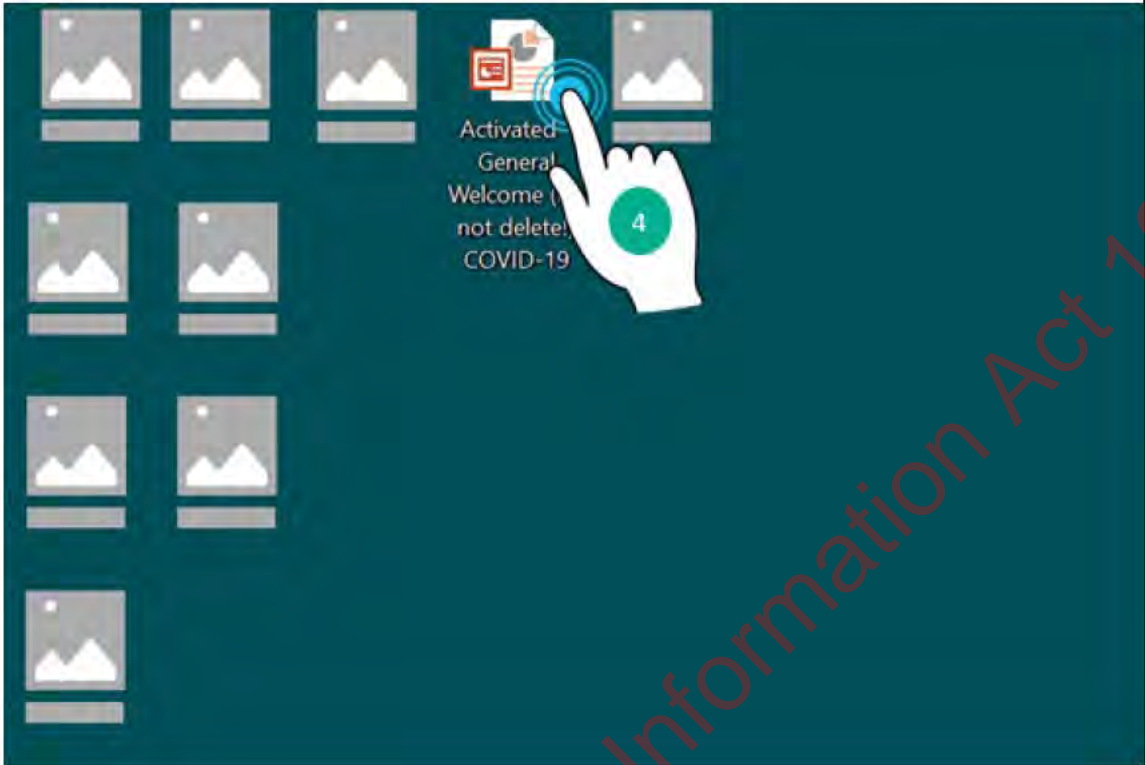 Activated
General
Welcome (
not delete!
COVID-19
4
Information Act